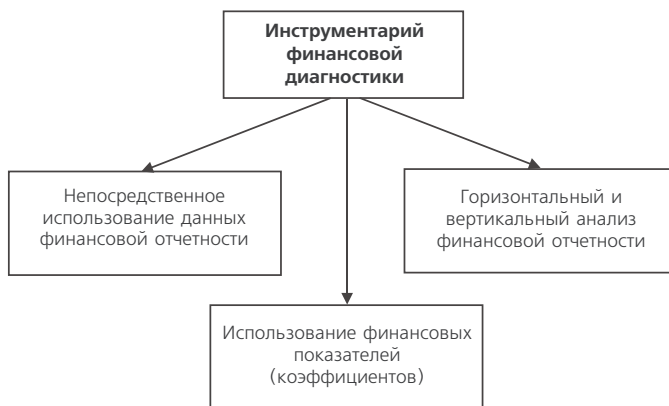 Инструментарий
финансовой
диагностики
Непосредственное
использование данных
финансовой отчетности
Горизонтальный и
вертикальный анализ
финансовой отчетности
Использование финансовых
показателей
(коэффициентов)